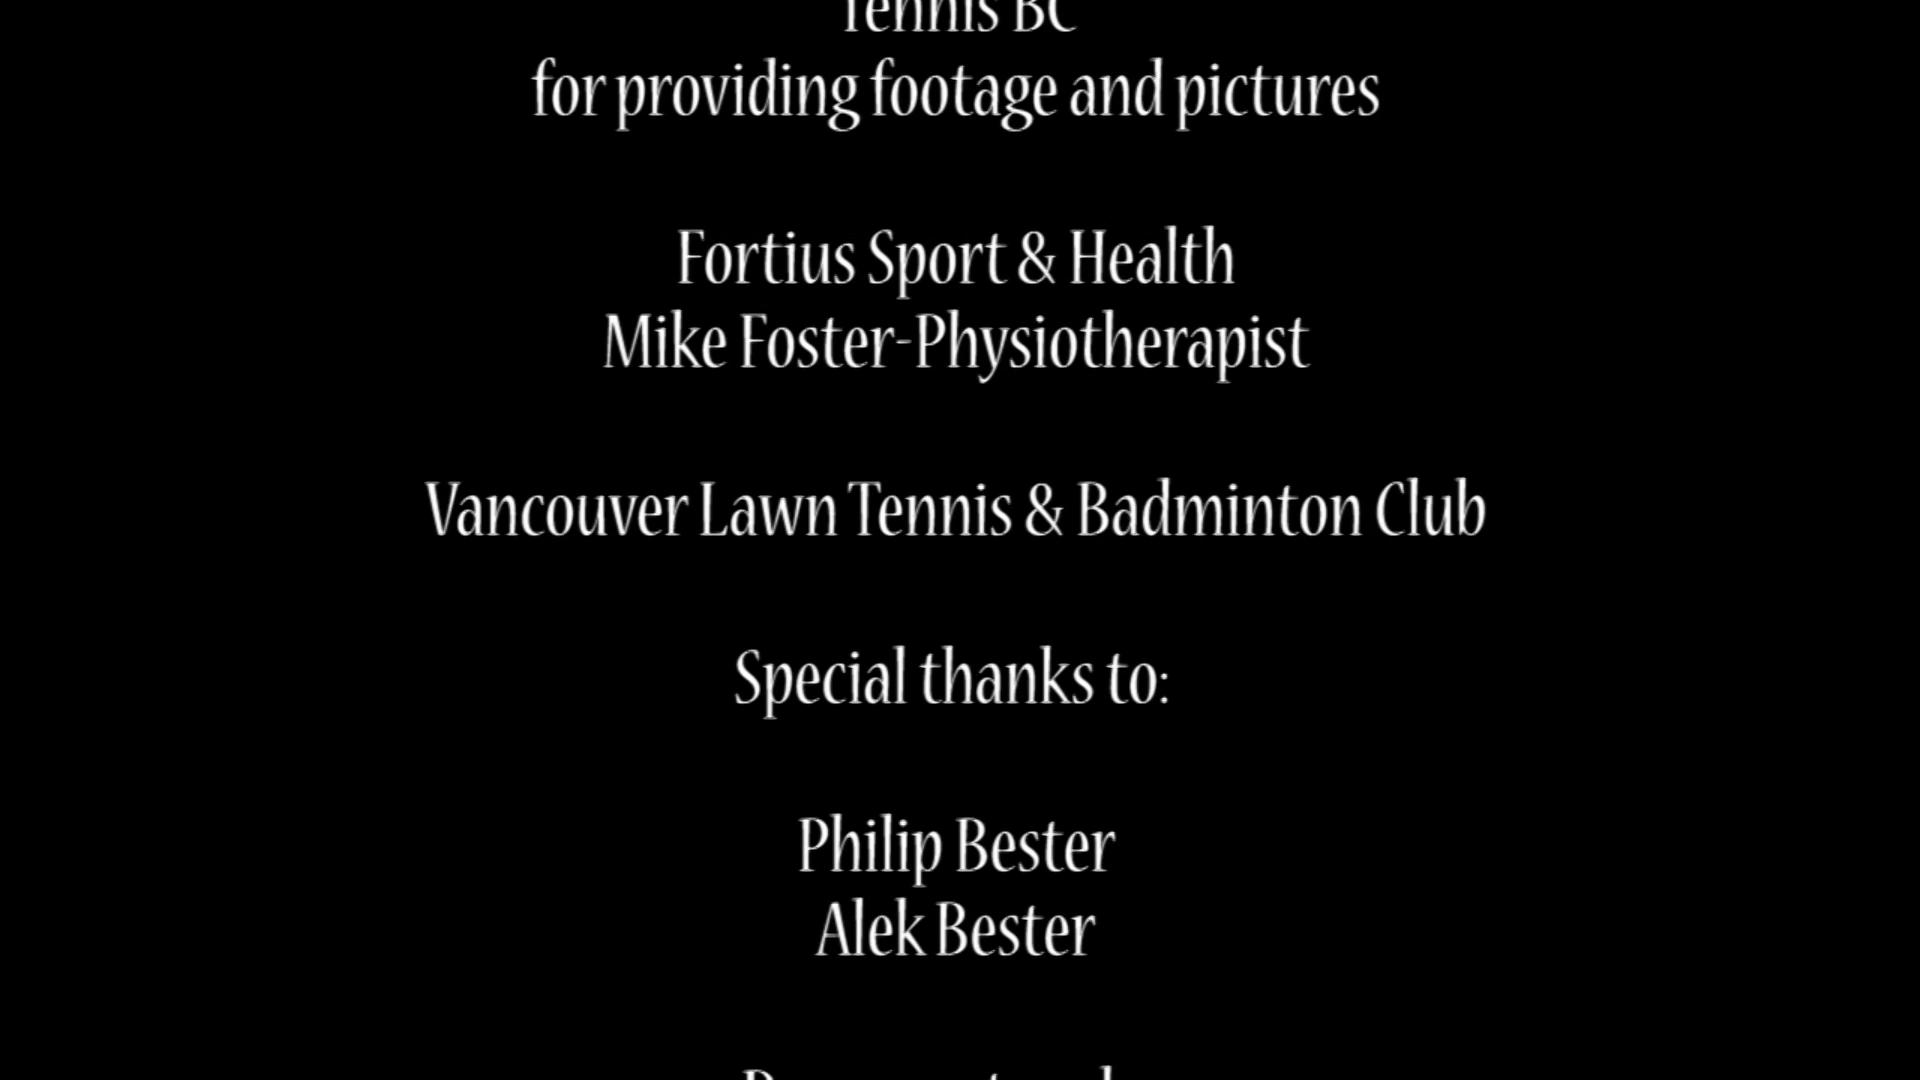 Tennis BC
for providing footage and pictures
Fortius Sport & Health
Mike Foster-Physiotherapist
Vancouver Lawn Tennis & Badminton Club
Special thanks to:
Philip Bester
Alek Bester